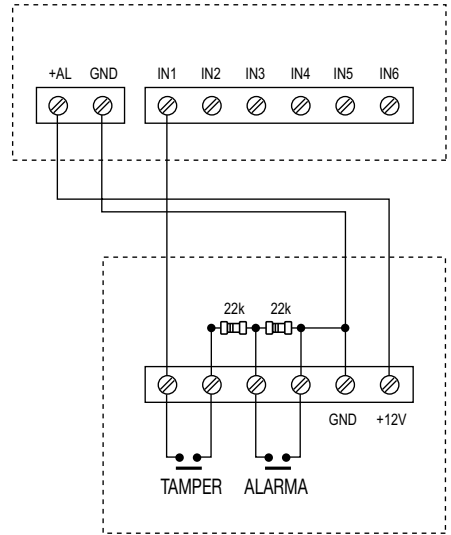 +AL GND IN1 IN2 IN3 IN4 IN5 IN6
22k 22k
GND +12V
TAMPER ALARMA